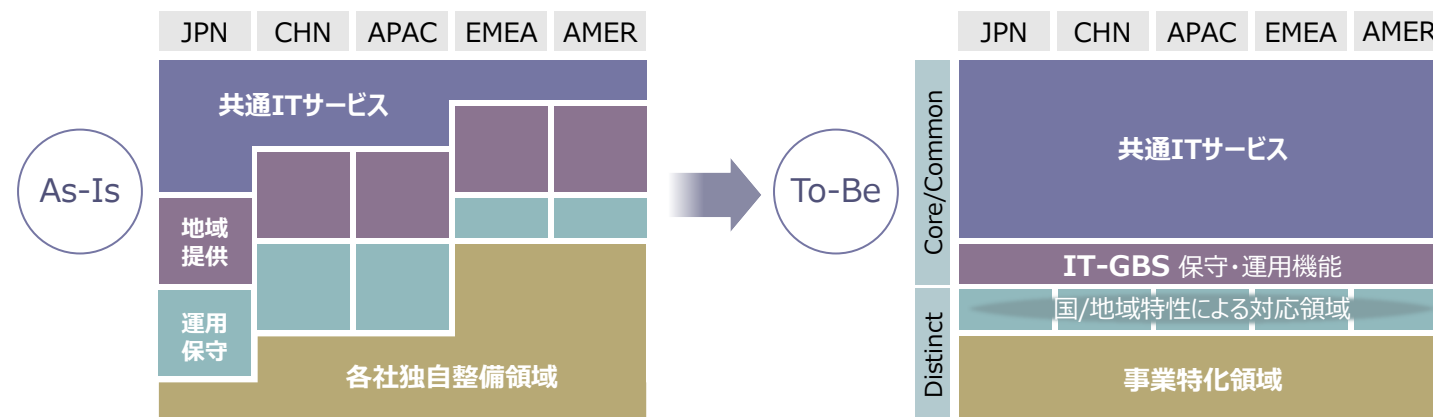 JPN CHN APAC EMEA AMER
共通ITサービス
As-Is
地域
提供
運用
保守
各社独自整備領域
To-Be
JPN CHN APAC EMEA AMER
Core/Common
Distinct
共通ITサービス
IT-GBS 保守・運用機能
国/地域特性による対応領域
事業特化領域